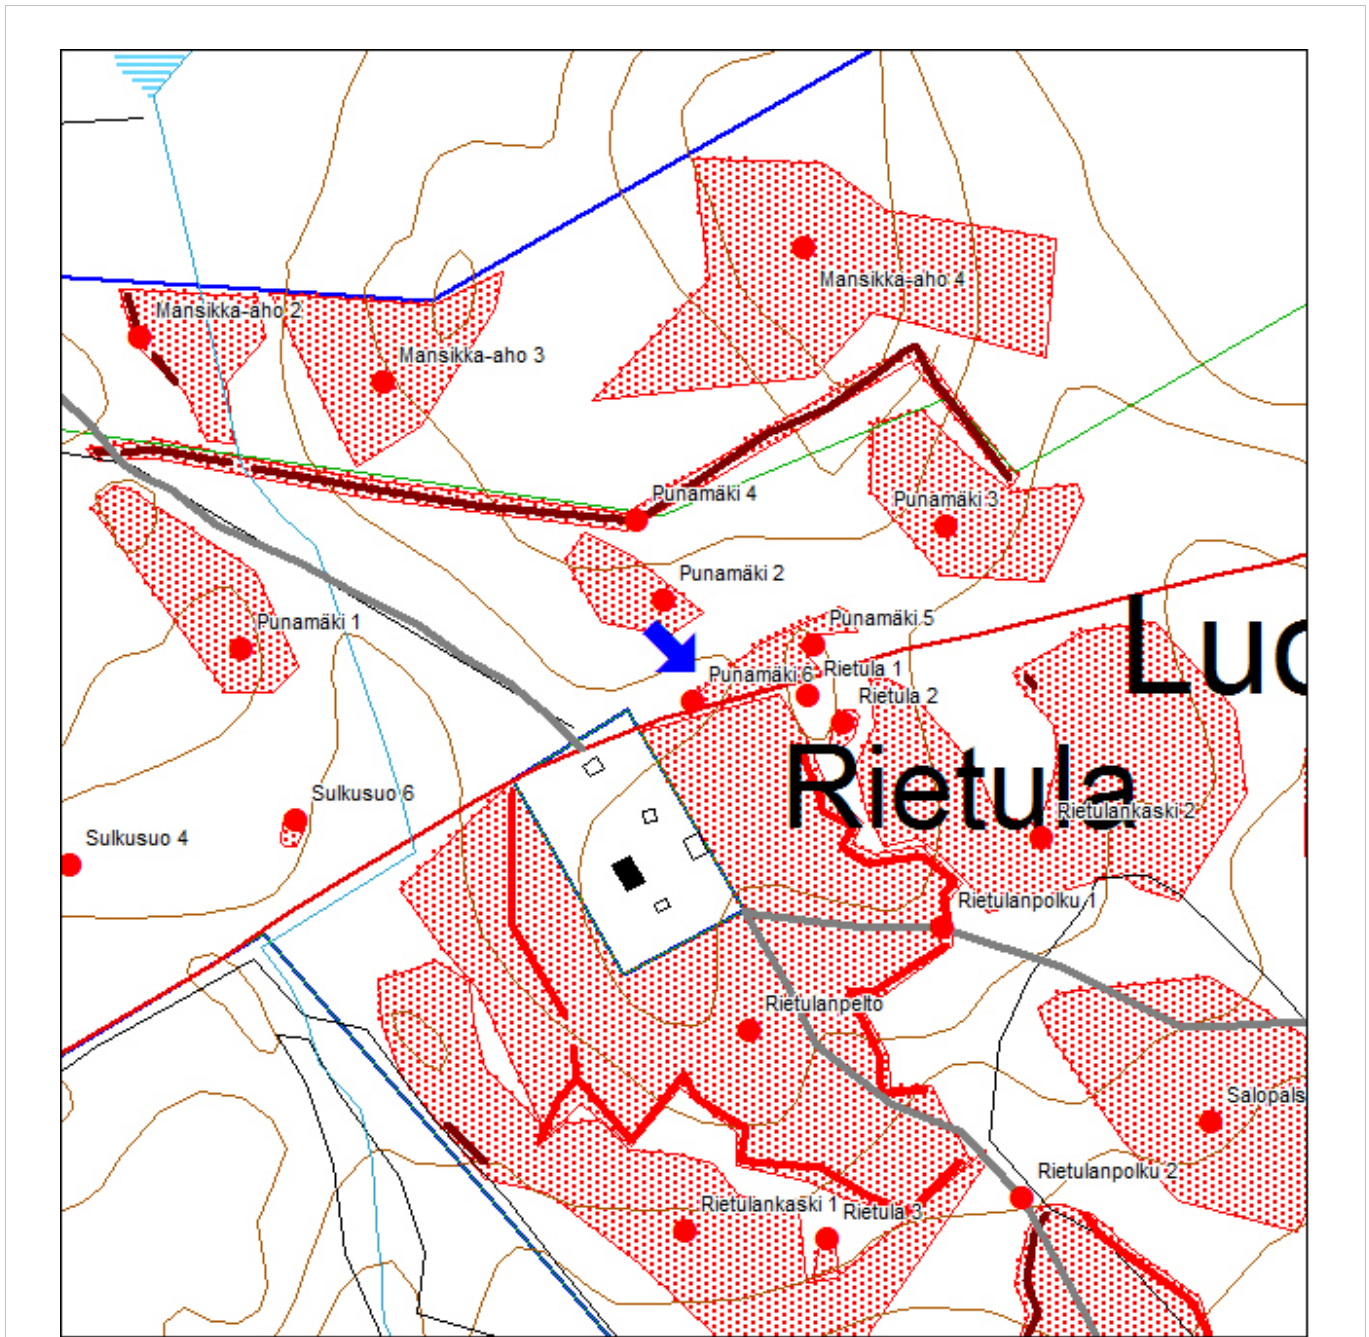 Mansikka-aho 4
Mansikka-aho 2
Mansikka-aho 3
Punamäki 4
Punamäki 3
Punamäki 2
Punamäki 1
Punamäki 5
Luo
Punamäki 6
Rietula 1
Rietula 2
Rietula
Sulkusuo 6
Rietulankaski 2
Sulkusuo 4
Rietulanpolku 1
Rietulanpelto
Salopals
Rietulanpolku 2
Rietulankaski 1
Rietula 3